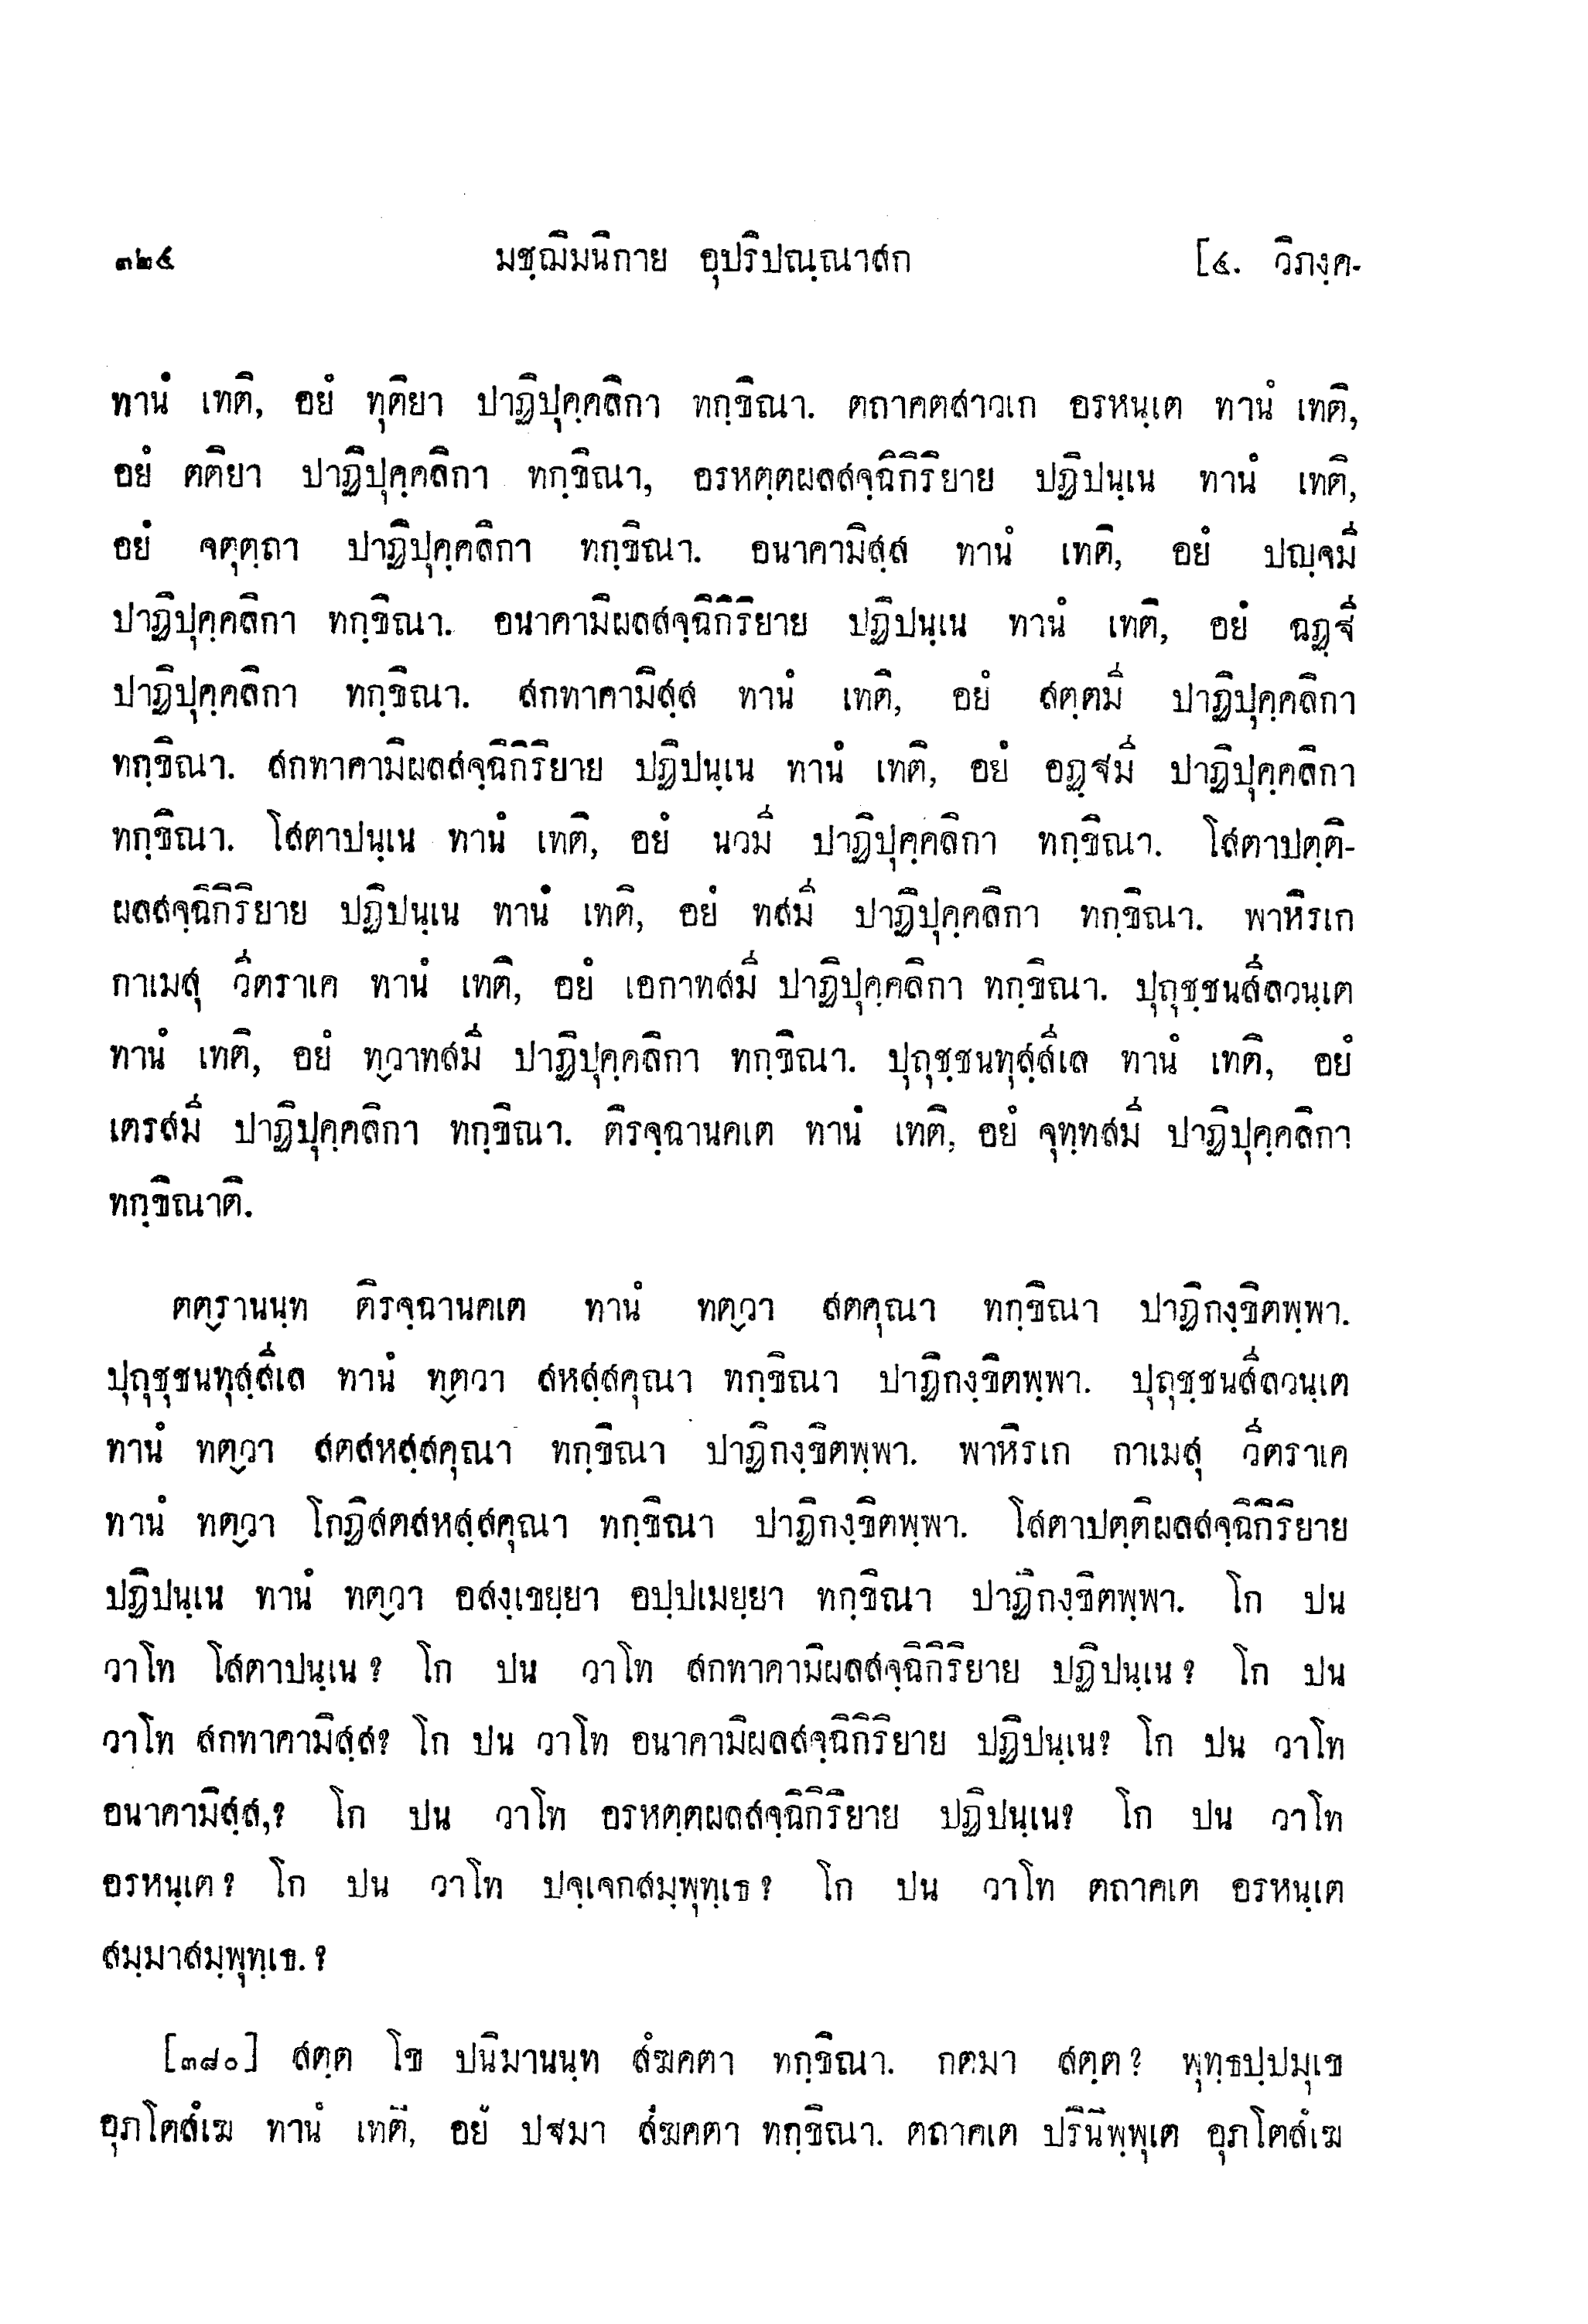 ๓๒๔ มชฺฌิมนิกาย อุปริปณฺณาสก [๔. วิภงฺค-
ทานํ เทติ, อยํ ทุติยา ปาฏิปุคฺคลิกา ทกฺขิณา. ตถาคตสาวเก อรหนฺเต ทานํ เทติ,
อยํ ตติยา ปาฏิปุคฺคลิกา ทกฺขิณา, อรหตฺตผลสจฺฉิกิริยาย ปฏิปนฺเน ทานํ เทติ,
อยํ จตุตฺถา ปาฏิปุคฺคลิกา ทกฺขิณา. อนาคามิสฺส ทานํ เทติ, อยํ ปญฺจมี
ปาฏิปุคฺคลิกา ทกฺขิณา. อนาคามิผลสจฺฉิกิริยาย ปฏิปนฺเน ทานํ เทติ, อยํ ฉฏฺฐี
ปาฏิปุคฺคลิกา ทกฺขิณา. สกทาคามิสฺส ทานํ เทติ, อยํ สตฺตมี ปาฏิปุคฺคลิกา
ทกฺขิณา. สกทาคามิผลสจฺฉิกิริยาย ปฏิปนฺเน ทานํ เทติ, อยํ อฏฺฐมี ปาฏิปุคฺคลิกา
ทกฺขิณา. โสตาปนฺเน ทานํ เทติ, อยํ นวมี ปาฏิปุคฺคลิกา ทกฺขิณา. โสตาปตฺติ-
ผลสจฺฉิกิริยาย ปฏิปนฺเน ทานํ เทติ, อยํ ทสมี ปาฏิปุคฺคลิกา ทกฺขิณา. พาหิรเก
กาเมสุ วีตราเค ทานํ เทติ, อยํ เอกาทสมี ปาฏิปุคฺคลิกา ทกฺขิณา. ปุถุชฺชนสีลวนฺเต
ทานํ เทติ, อยํ ทฺวาทสมี ปาฏิปุคฺคลิกา ทกฺขิณา. ปุถุชฺชนทุสฺสีเล ทานํ เทติ, อยํ
เตรสมี ปาฏิปุคฺคลิกา ทกฺขิณา. ติรจฺฉานคเต ทานํ เทติ, อยํ จุทฺทสมี ปาฏิปุคฺคลิกา
ทกฺขิณาติ.
ตตฺรานนฺท ติรจฺฉานคเต ทานํ ทตฺวา สตคุณา ทกฺขิณา ปาฏิกงฺขิตพฺพา.
ปุถุชฺุชนทุสฺสีเล ทานํ ทฺตวา สหสฺสคุณา ทกฺขิณา ปาฏิกงฺขิตพฺพา. ปุถุชฺชนสีลวนฺเต
ทานํ ทตฺวา สตสหสฺสคุณา ทกฺขิณา ปาฏิกงฺขิตพฺพา. พาหิรเก กาเมสุ วีตราเค
ทานํ ทตฺวา โกฏิสตสหสฺสคุณา ทกฺขิณา ปาฏิกงฺขิตพฺพา. โสตาปตฺติผลสจฺฉิกิริยาย
ปฏิปนฺเน ทานํ ทตฺวา อสงฺเขยฺยา อปฺปเมยฺยา ทกฺขิณา ปาฏิกงฺขิตพฺพา. โก ปน
วาโท โสตาปนฺเน ? โก ปน วาโท สกทาคามิผลสจฺฉิกิริยาย ปฏิปนฺเน ? โก ปน
วาโท สกทาคามิสฺส? โก ปน วาโท อนาคามิผลสจฺฉิกิริยาย ปฏิปนฺเน? โก ปน วาโท
อนาคามิสฺส,? โก ปน วาโท อรหตฺตผลสจฺฉิกิริยาย ปฏิปนฺเน? โก ปน วาโท
อรหนฺเต ? โก ปน วาโท ปจฺเจกสมฺพุทฺเธ ? โก ปน วาโท ตถาคเต อรหนฺเต
สมฺมาสมฺพุทฺเธ. ?
[๓๘๐] สตฺต โข ปนิมานนฺท สํฆคตา ทกฺขิณา. กตมา สตฺต ? พุทฺธปฺปมุเข
อุภโตสํเฆ ทานํ เทติ, อยํ ปฐมา สํฆคตา ทกฺขิณา. ตถาคเต ปรินิพฺพุเต อุภโตสํเฆ